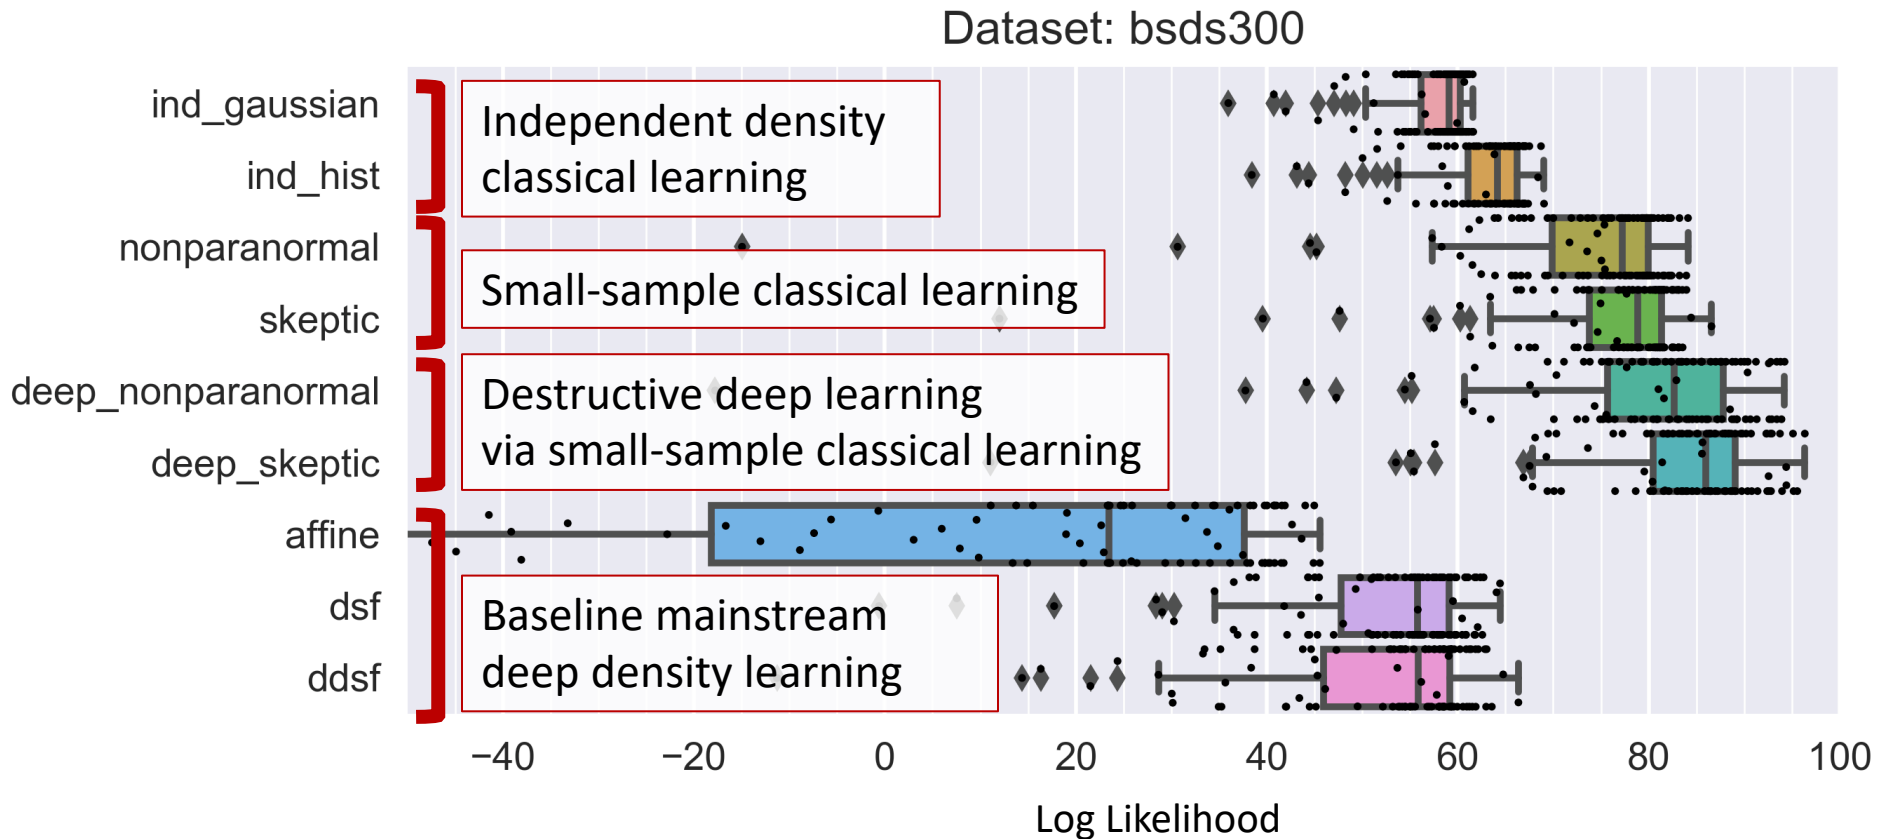 Dataset: bsds300
ind_gaussian
Independent density
classical learning
ind_hist
nonparanormal
Small-sample classical learning
skeptic
deep_nonparanormal
Destructive deep learning
via small-sample classical learning
deep_skeptic
affine
dsf
Baseline mainstream
deep density learning
ddsf
−40 −20 0 20 40 60 80 100
Log Likelihood